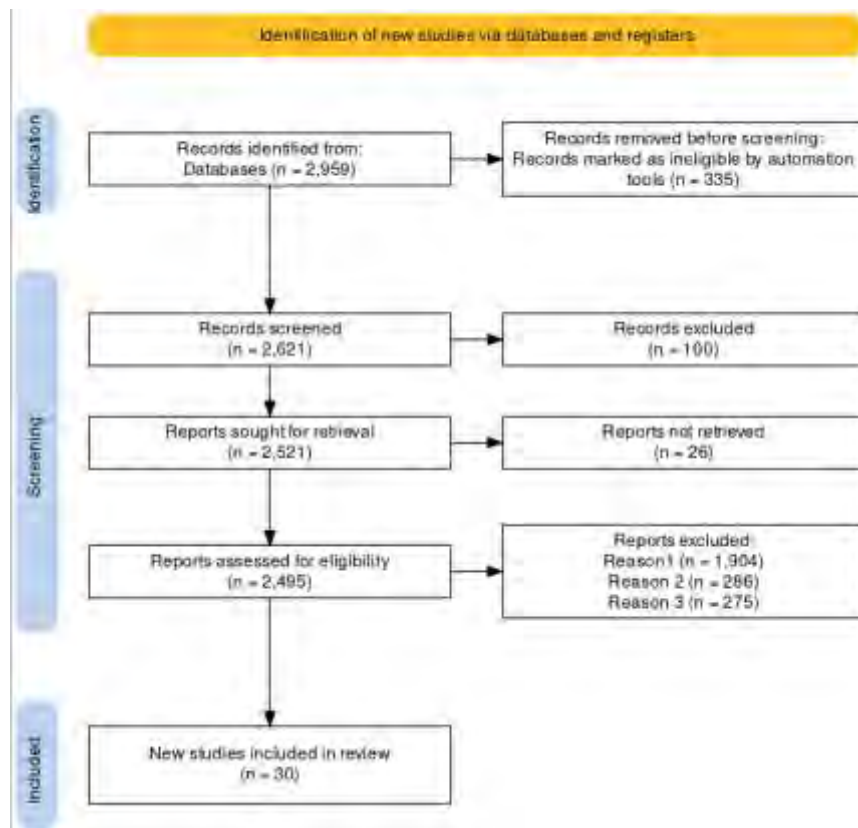 Identification of new studies via databases and registers
Identification
Records identified from:
Databases (n = 2,959)
Records removed before screening:
Records marked as ineligible by automation
tools (n = 335)
Screening
Records screened
(n = 2,621)
Records excluded
(n = 100)
Reports sought for retrieval
(n = 2,521)
Reports not retrieved
(n = 26)
Reports assessed for eligibility
(n = 2,495)
Reports excluded:
Reason1 (n = 1,904)
Reason 2 (n = 286)
Reason 3 (n = 275)
Included
New studies included in review
(n = 30)